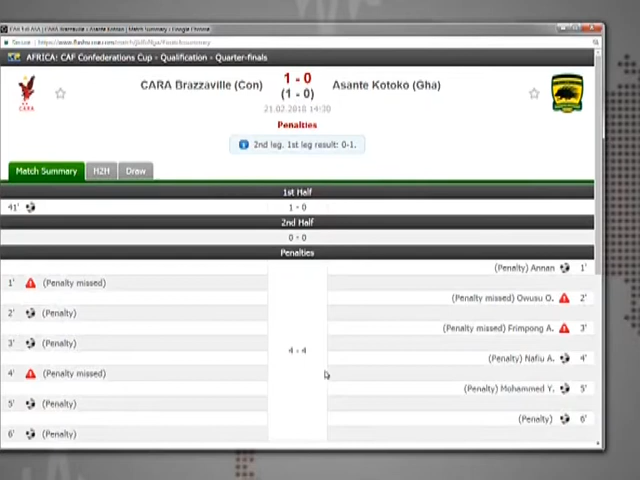 AFRICA: CAF Confederations Cup - Qualification - Quarter-finals
CARA Brazzaville (Con)
1 - 0
(1 - 0)
Asante Kotoko (Gha)
CARA
21.02.2018 14:30
Penalties
2nd leg. 1st leg result: 0-1.
Match Summary
H2H
Draw
1st Half
41'
1 - 0
2nd Half
0 - 0
Penalties
(Penalty) Annan 1'
1' (Penalty missed)
(Penalty missed) Owusu O. 2'
2' (Penalty)
(Penalty missed) Frimpong A. 3'
3' (Penalty)
4 - 4
(Penalty) Nafiu A. 4'
4' (Penalty missed)
(Penalty) Mohammed Y. 5'
5' (Penalty)
(Penalty) 6'
6' (Penalty)